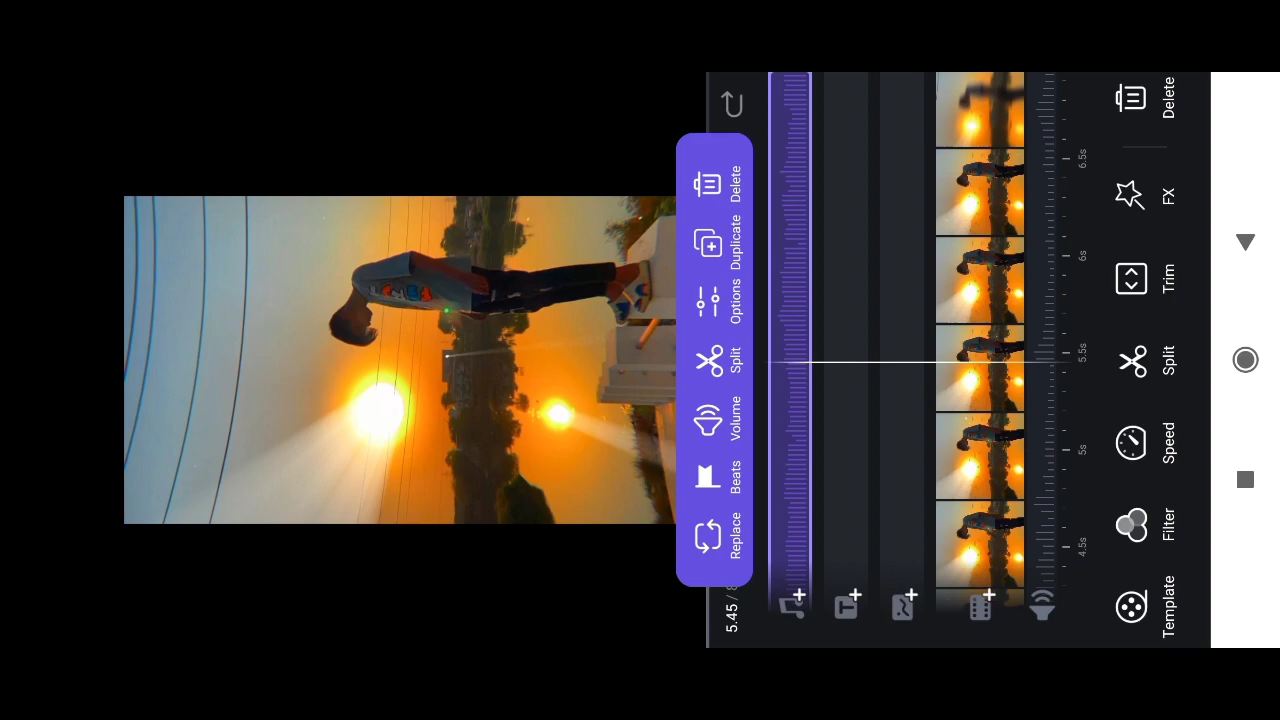 Replace Beats Volume Split Options Duplicate Delete
5.45 /
4.5s 5s 5.5s 6s 6.5s
Template Filter Speed Split Trim FX Delete